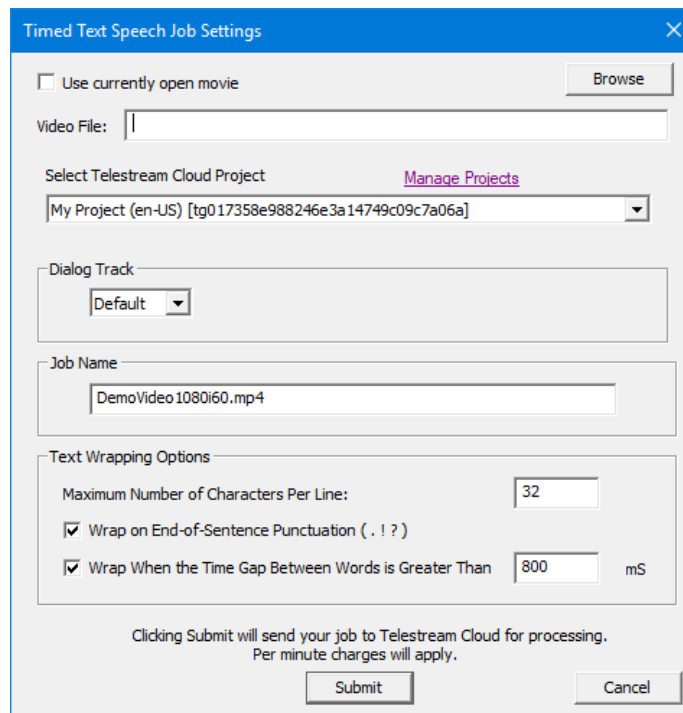 Timed Text Speech Job Settings
Use currently open movie
Browse
Video File:
Select Telestream Cloud Project
Manage Projects
My Project (en-US) [tg017358e988246e3a14749c09c7a06a]
Dialog Track
Default
Job Name
DemoVideo1080i60.mp4
Text Wrapping Options
Maximum Number of Characters Per Line:
32
Wrap on End-of-Sentence Punctuation ( . ! ? )
Wrap When the Time Gap Between Words is Greater Than
800
mS
Clicking Submit will send your job to Telestream Cloud for processing.
Per minute charges will apply.
Submit
Cancel